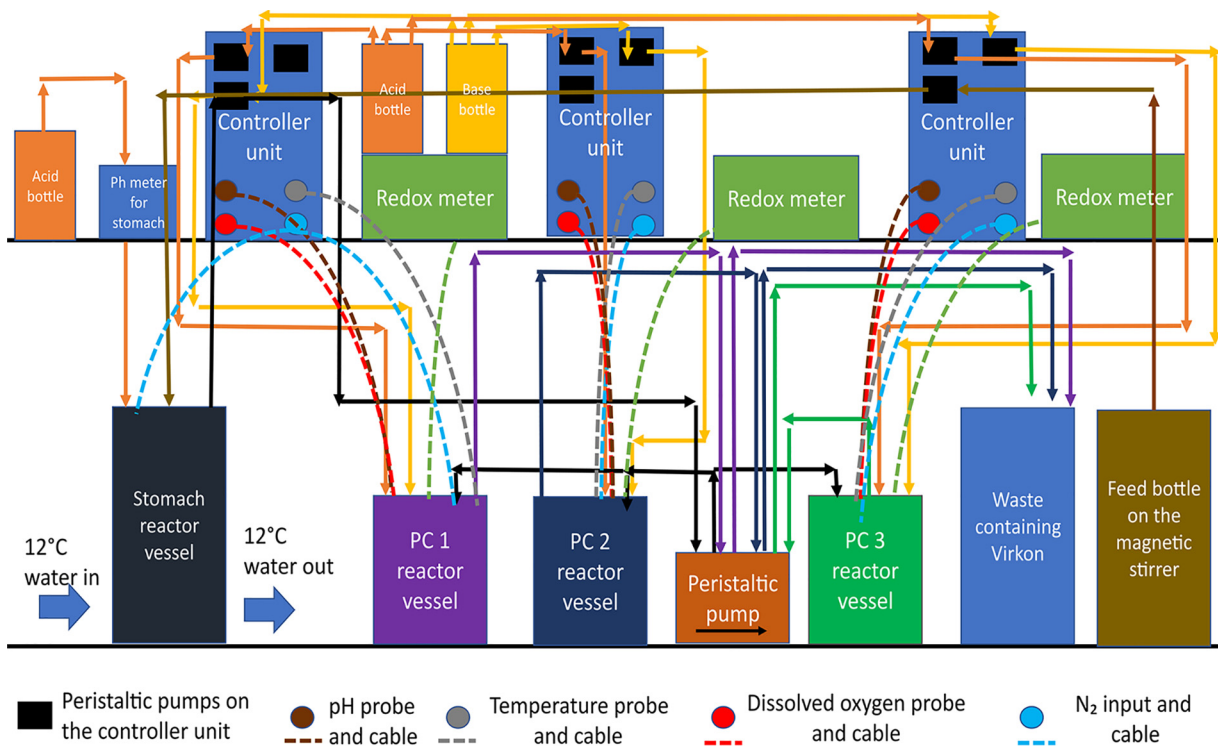 Acid
bottle
Ph meter
for
stomach
Controller
unit
Acid
bottle
Base
bottle
Redox meter
Controller
unit
Redox meter
Controller
unit
Redox meter
12°C
water in
Stomach
reactor
vessel
12°C
water out
PC 1
reactor
vessel
PC 2
reactor
vessel
Peristaltic
pump
PC 3
reactor
vessel
Waste
containing
Virkon
Feed bottle
on the
magnetic
stirrer
Peristaltic pumps on
the controller unit
pH probe
and cable
Temperature probe
and cable
Dissolved oxygen probe
and cable
N₂ input and
cable